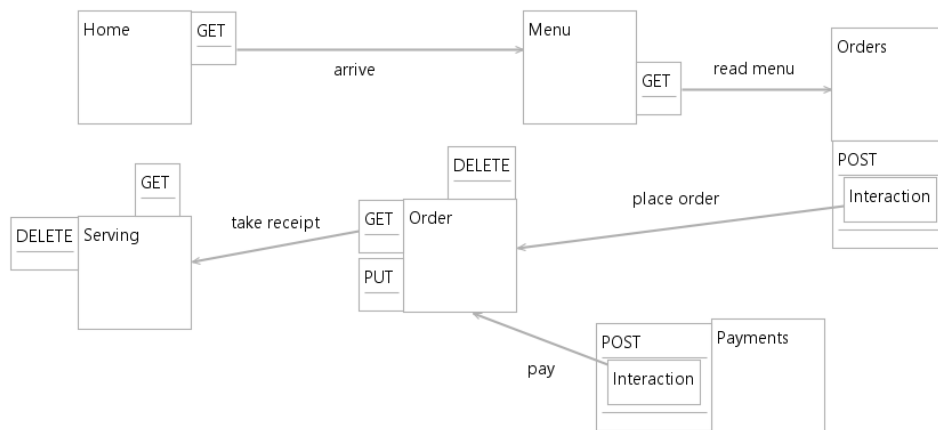 Home
GET
arrive
Menu
GET
read menu
Orders
POST
Interaction
place order
DELETE
GET
Order
PUT
take receipt
GET
DELETE
Serving
pay
POST
Interaction
Payments